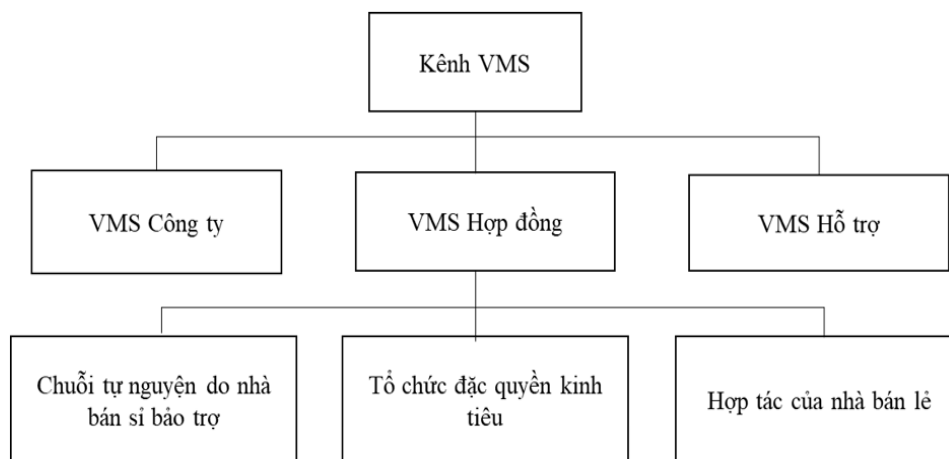 Kênh VMS
VMS Công ty
VMS Hợp đồng
VMS Hỗ trợ
Chuỗi tự nguyện do nhà
bán sỉ bảo trợ
Tổ chức đặc quyền kinh
tiêu
Hợp tác của nhà bán lẻ